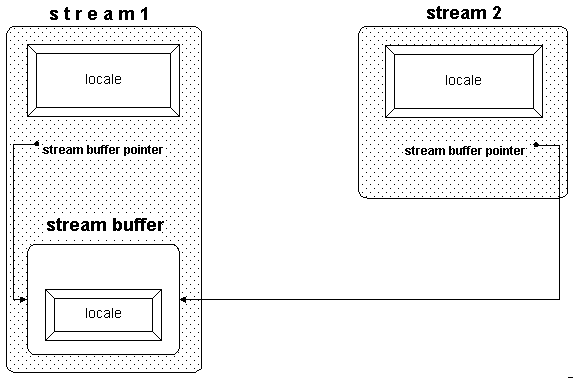 s t r e a m 1
locale
stream buffer pointer
stream buffer
locale
stream 2
locale
stream buffer pointer